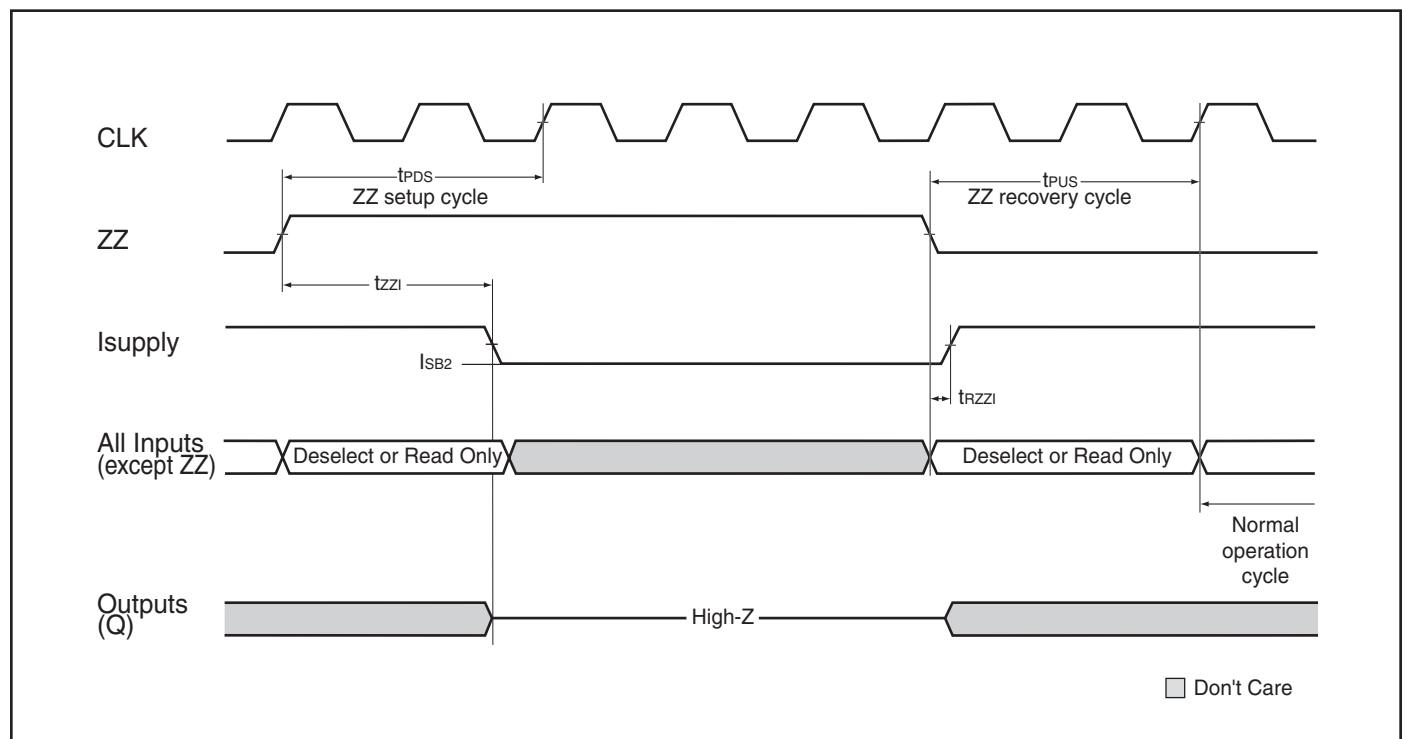 CLK
tPDS
ZZ setup cycle
tPUS
ZZ recovery cycle
ZZ
tZZI
Isupply
ISB2
tRZZI
All Inputs
(except ZZ)
Deselect or Read Only
Deselect or Read Only
Normal
operation
cycle
Outputs
(Q)
High-Z
Don't Care